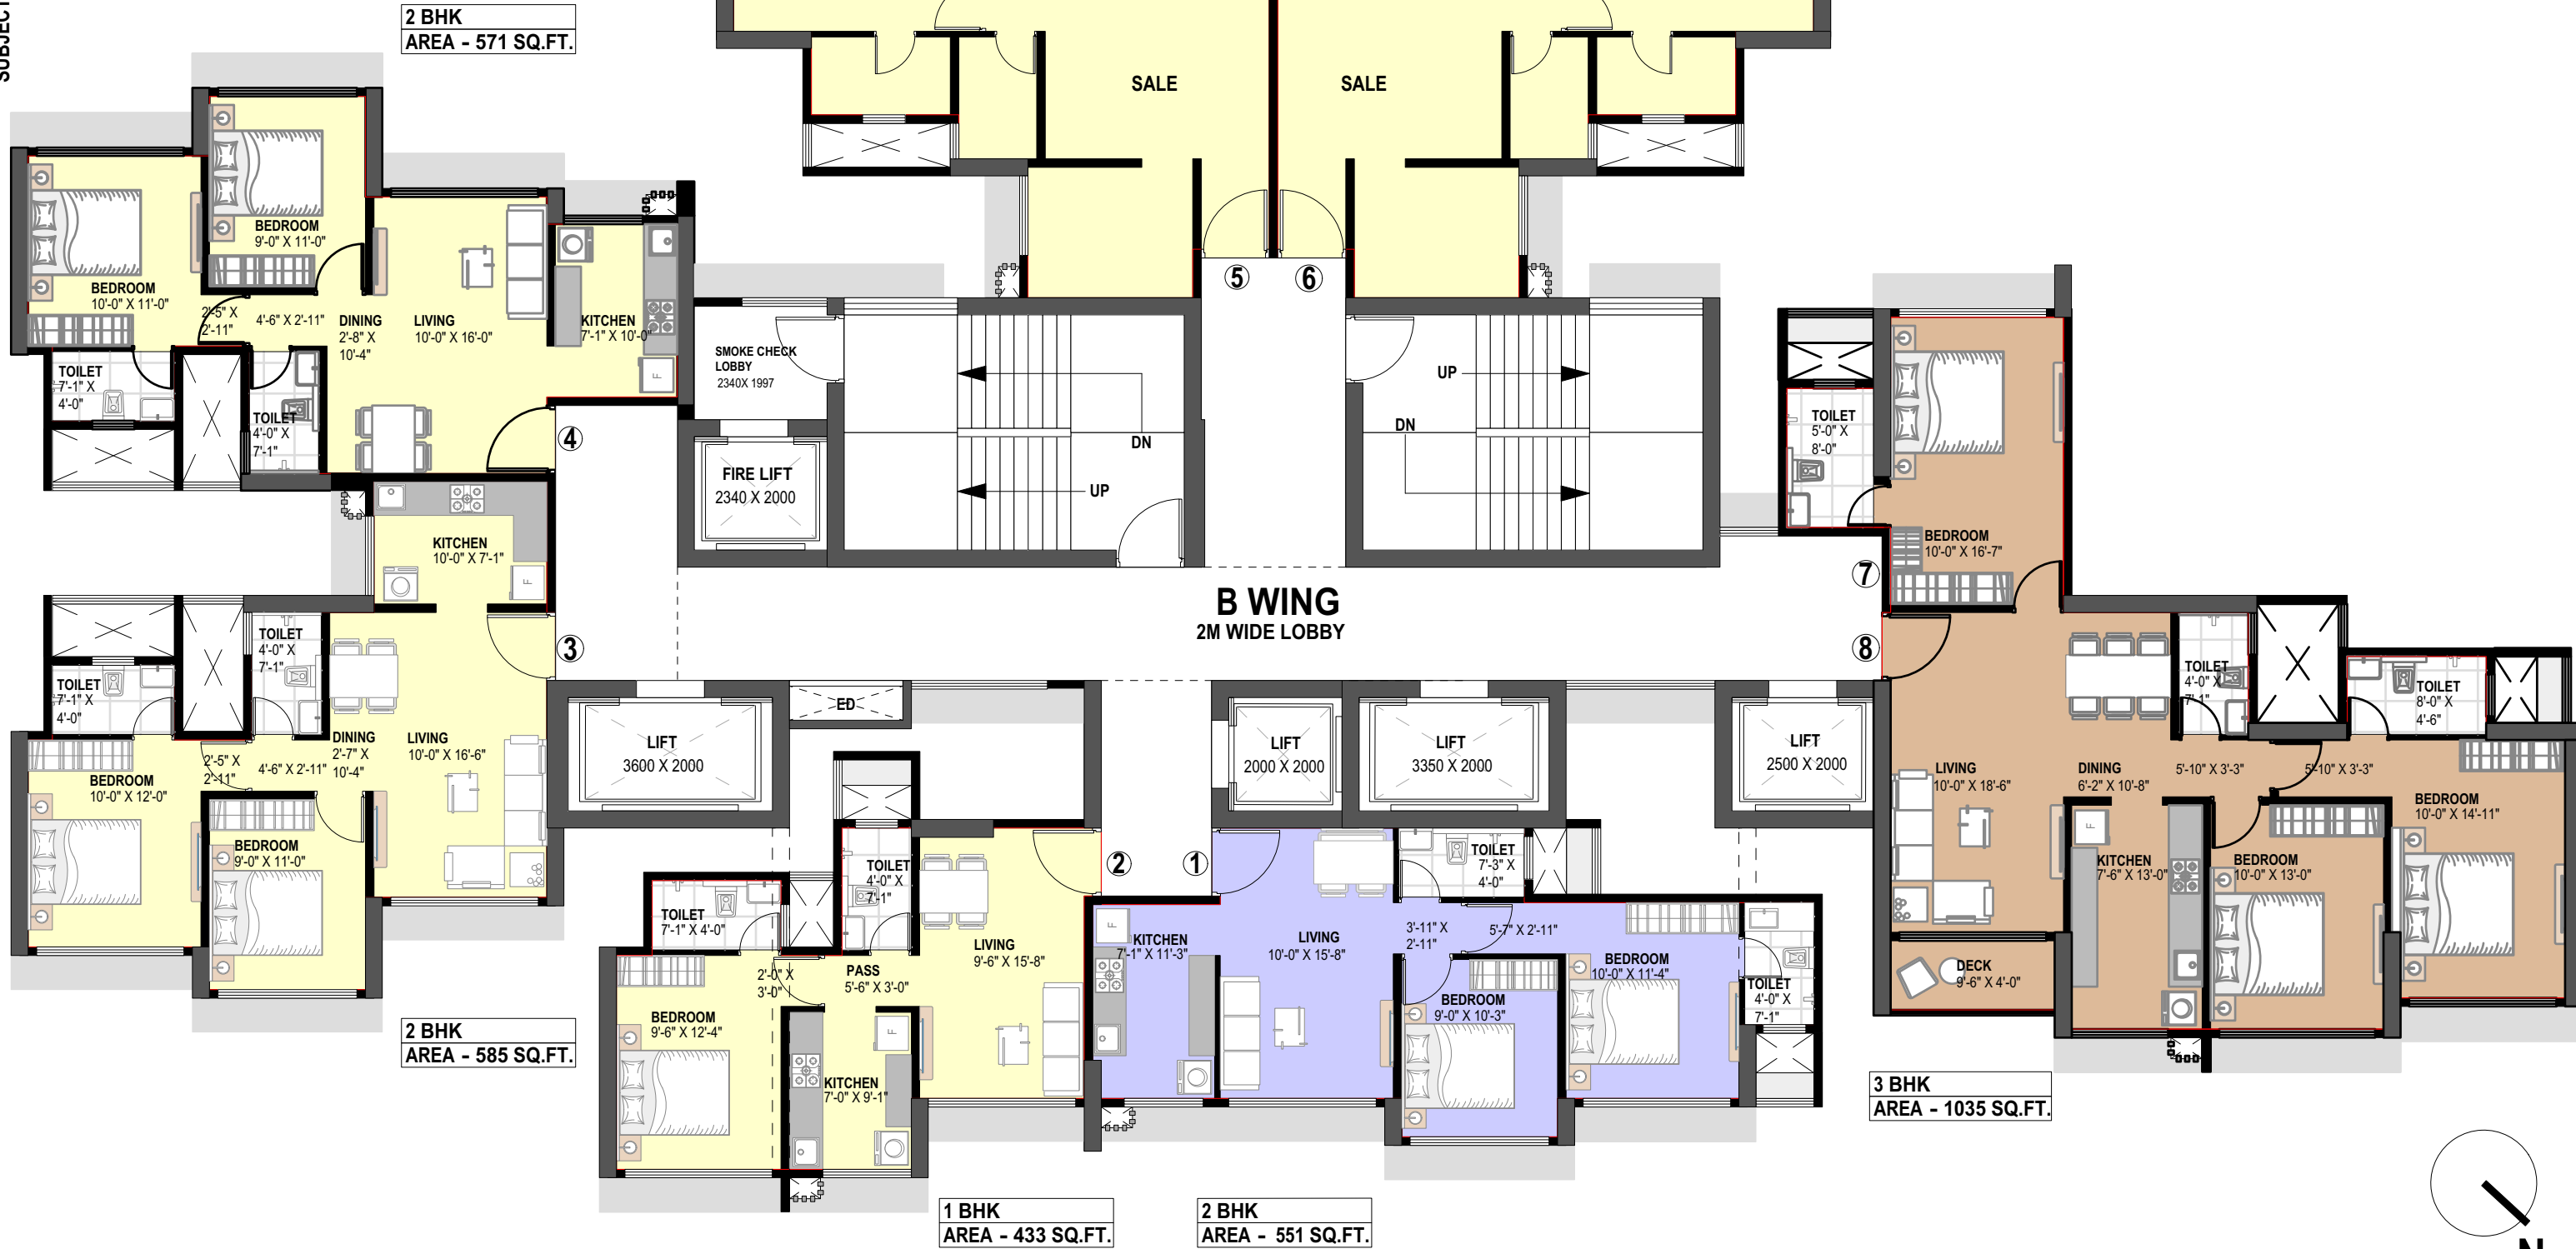 SUBJECT
2 BHK
AREA - 571 SQ.FT.
SALE
SALE
BEDROOM
9'-0" X 11'-0"
BEDROOM
10'-0" X 11'-0"
2'-5" X
2'-11"
4'-6" X 2'-11"
DINING
2'-8" X
10'-4"
LIVING
10'-0" X 16'-0"
KITCHEN
7'-1" X 10'-0"
F
TOILET
7'-1" X
4'-0"
TOILET
4'-0" X
7'-1"
4
SMOKE CHECK
LOBBY
2340X 1997
FIRE LIFT
2340 X 2000
DN
UP
5
6
UP
DN
KITCHEN
10'-0" X 7'-1"
F
3
TOILET
4'-0" X
7'-1"
TOILET
7'-1" X
4'-0"
DINING
2'-7" X
10'-4"
LIVING
10'-0" X 16'-6"
2'-5" X
2'-11"
4'-6" X 2'-11"
BEDROOM
10'-0" X 12'-0"
BEDROOM
9'-0" X 11'-0"
2 BHK
AREA - 585 SQ.FT.
B WING
2M WIDE LOBBY
LIFT
3600 X 2000
ED
LIFT
2000 X 2000
LIFT
3350 X 2000
LIFT
2500 X 2000
2
1
TOILET
4'-0" X
7'-1"
TOILET
7'-1" X 4'-0"
LIVING
9'-6" X 15'-8"
PASS
5'-6" X 3'-0"
2'-0" X
3'-0"
BEDROOM
9'-6" X 12'-4"
F
KITCHEN
7'-0" X 9'-1"
1 BHK
AREA - 433 SQ.FT.
F
KITCHEN
7'-1" X 11'-3"
LIVING
10'-0" X 15'-8"
TOILET
7'-3" X
4'-0"
3'-11" X
2'-11"
5'-7" X 2'-11"
BEDROOM
9'-0" X 10'-3"
BEDROOM
10'-0" X 11'-4"
TOILET
4'-0" X
7'-1"
2 BHK
AREA - 551 SQ.FT.
TOILET
5'-0" X
8'-0"
BEDROOM
10'-0" X 16'-7"
7
8
TOILET
4'-0" X
7'-1"
TOILET
8'-0" X
4'-6"
LIVING
10'-0" X 18'-6"
DINING
6'-2" X 10'-8"
5'-10" X 3'-3"
5'-10" X 3'-3"
BEDROOM
10'-0" X 14'-11"
F
KITCHEN
7'-6" X 13'-0"
BEDROOM
10'-0" X 13'-0"
DECK
9'-6" X 4'-0"
3 BHK
AREA - 1035 SQ.FT.
N